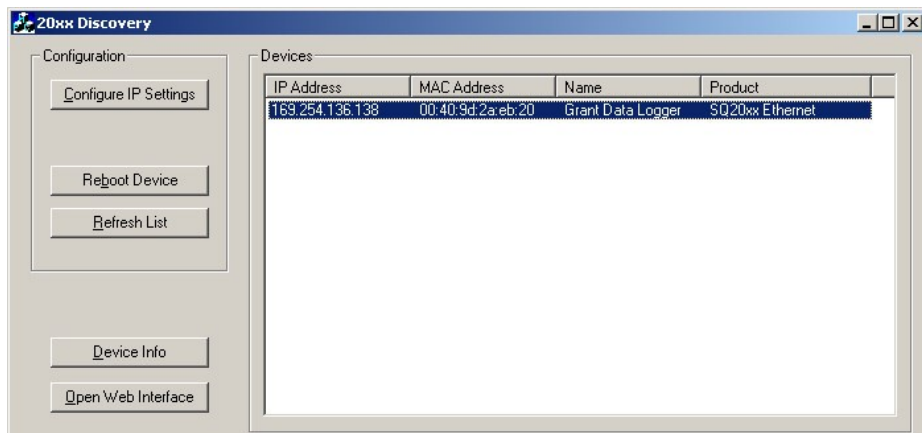 20xx Discovery
Configuration
Configure IP Settings
Reboot Device
Refresh List
Device Info
Open Web Interface
Devices
IP Address MAC Address Name Product
169.254.136.138 00:40:9d:2a:eb:20 Grant Data Logger SQ20xx Ethernet